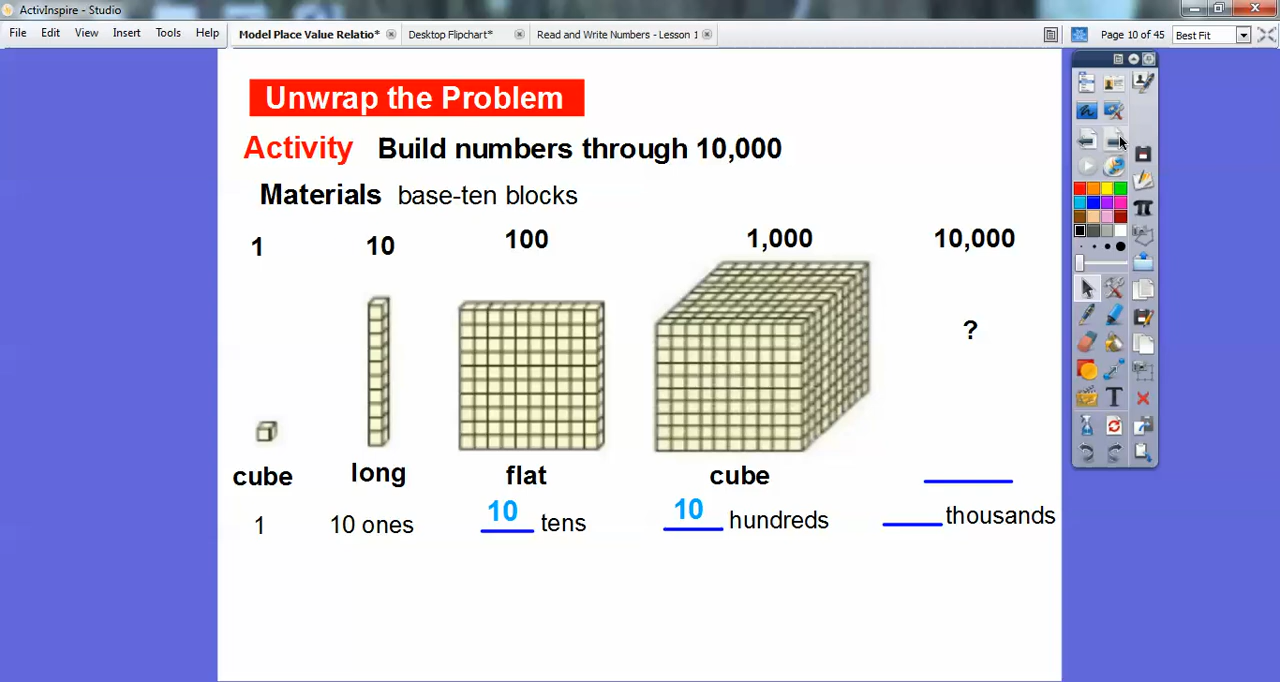 ActivInspire - Studio
File Edit View Insert Tools Help
Model Place Value Relatio* Desktop Flipchart* Read and Write Numbers - Lesson 1
Page 10 of 45 Best Fit
Unwrap the Problem
Activity Build numbers through 10,000
Materials base-ten blocks
1 10 100 1,000 10,000
?
cube long flat cube
1 10 ones 10 tens 10 hundreds thousands